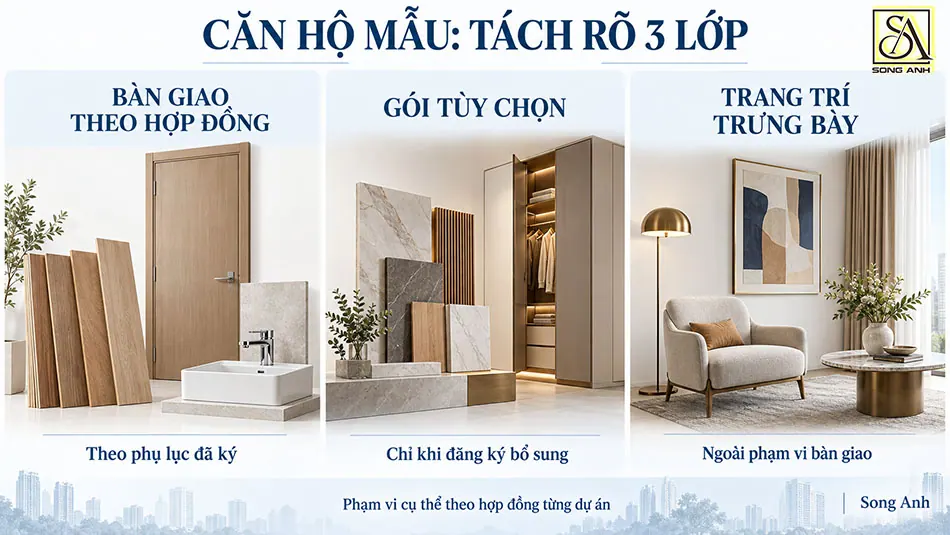 CĂN HỘ MẪU: TÁCH RÕ 3 LỚP
SA
SONG ANH
BÀN GIAO
THEO HỢP ĐỒNG
GÓI TÙY CHỌN
TRANG TRÍ
TRƯNG BÀY
Theo phụ lục đã ký
Chỉ khi đăng ký bổ sung
Ngoài phạm vi bàn giao
Phạm vi cụ thể theo hợp đồng từng dự án
Song Anh